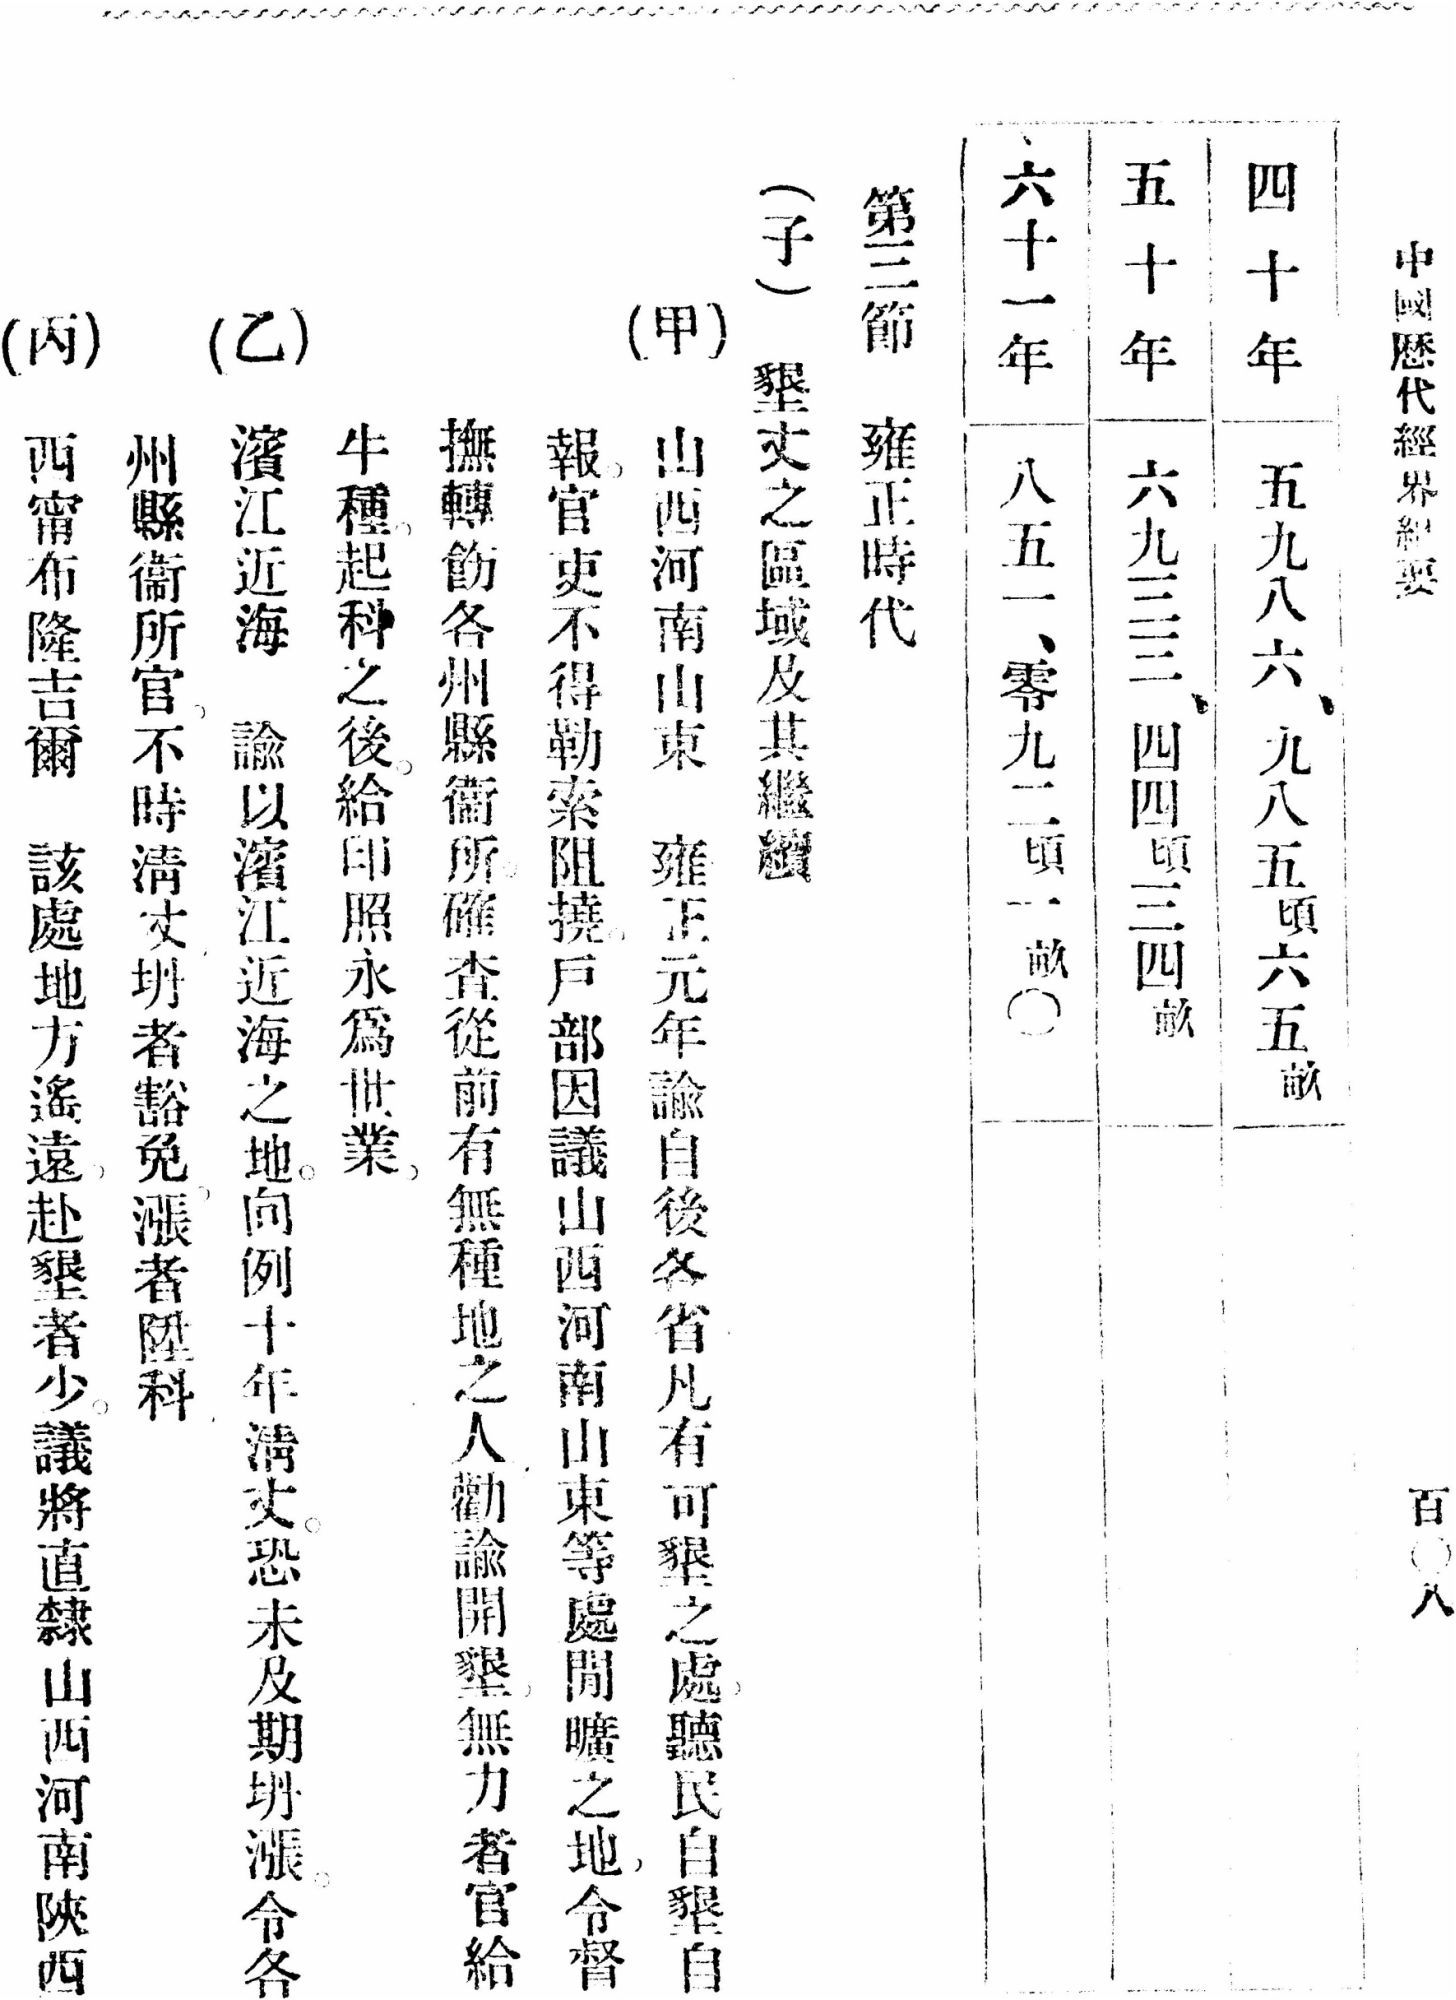 中國歷代經界紀要
百〇八
四十年 五九八六、九八五頃六五畝
五十年 六九三三、四四頃三四畝
六十一年 八五一、零九二頃一畝〇
第三節 雍正時代
(子) 墾丈之區域及其繼續
(甲) 山西河南山東 雍正元年諭自後各省凡有可墾之處。聽民自墾自
報。官吏不得勒索阻撓。戶部因議山西河南山東等處閒曠之地。令督
撫轉飭各州縣衞所。確查從前有無種地之人。勸諭開墾。無力者官給
牛種。起科之後。給印照永爲世業。
(乙) 濱江近海 諭以濱江近海之地。向例十年清丈。恐未及期坍漲。令各
州縣衞所官。不時清丈。坍者豁免。漲者陞科
(丙) 西甯布隆吉爾 該處地方遙遠。赴墾者少。議將直隸山西河南陝西